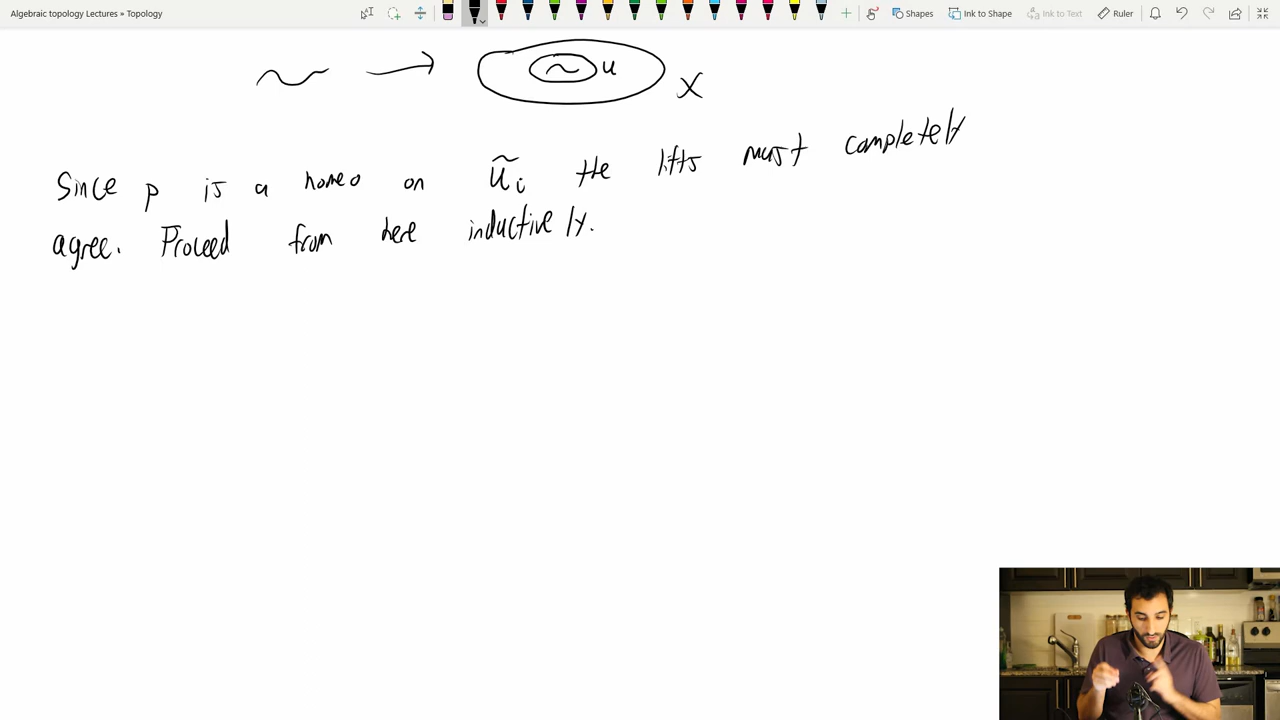 Algebraic topology Lectures » Topology
Shapes
Ink to Shape
Ink to Text
Ruler
u
X
Since p is a homeo on ũᵢ the lifts must completely
agree. Proceed from here inductively.